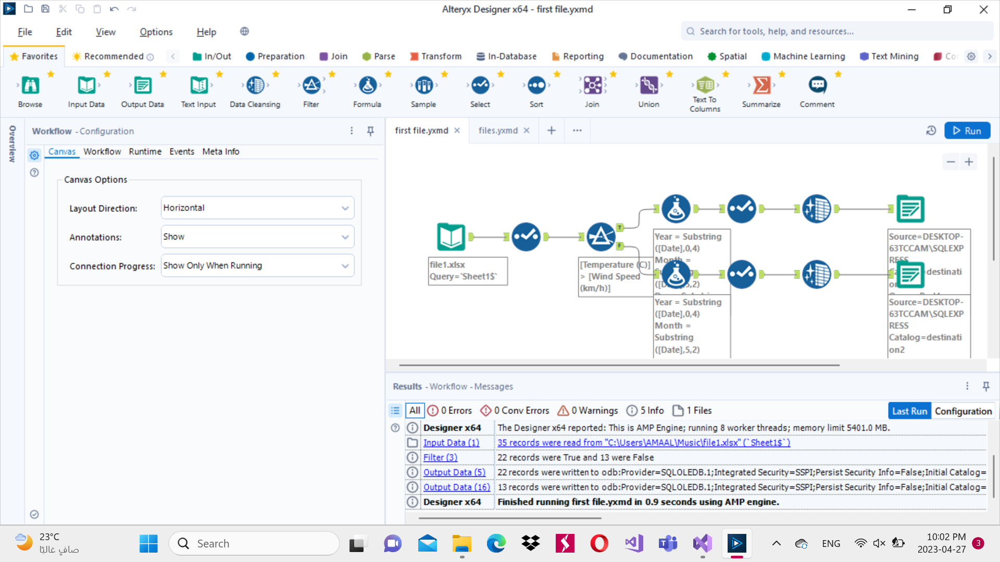 Alteryx Designer x64 - first file.yxmd
File Edit View Options Help
Search for tools, help, and resources...
Favorites Recommended In/Out Preparation Join Parse Transform In-Database Reporting Documentation Spatial Machine Learning Text Mining
Browse Input Data Output Data Text Input Data Cleansing Filter Formula Sample Select Sort Join Union Text To Columns Summarize Comment
Overview
Workflow - Configuration
first file.yxmd files.yxmd
Run
Canvas Workflow Runtime Events Meta Info
Canvas Options
Layout Direction: Horizontal
Annotations: Show
Connection Progress: Show Only When Running
file1.xlsx
Query=`Sheet1$`
T
F
[Temperature (C)]
> [Wind Speed
(km/h)]
Year = Substring
([Date],0,4)
Month =
Source=DESKTOP-
63TCCAM\SQLEXP
RESS
destinati
Year = Substring
([Date],0,4)
Month =
Substring
([Date],5,2)
Source=DESKTOP-
63TCCAM\SQLEXP
RESS
Catalog=destinati
on2
Results - Workflow - Messages
All 0 Errors 0 Conv Errors 0 Warnings 5 Info 1 Files
Last Run Configuration
Designer x64 The Designer x64 reported: This is AMP Engine; running 8 worker threads; memory limit 5401.0 MB.
Input Data (1) 35 records were read from "C:\Users\AMAAL\Music\file1.xlsx" (`Sheet1$`)
Filter (3) 22 records were True and 13 were False
Output Data (5) 22 records were written to odb:Provider=SQLOLEDB.1;Integrated Security=SSPI;Persist Security Info=False;Initial Catalog=
Output Data (16) 13 records were written to odb:Provider=SQLOLEDB.1;Integrated Security=SSPI;Persist Security Info=False;Initial Catalog=
Designer x64 Finished running first file.yxmd in 0.9 seconds using AMP engine.
23°C
صافٍ غالبًا
Search
ENG
10:02 PM
2023-04-27
3